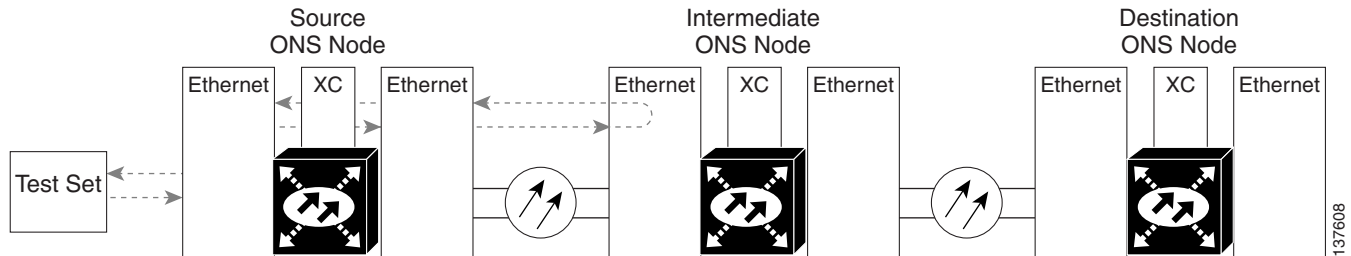 Source
ONS Node
Intermediate
ONS Node
Destination
ONS Node
Ethernet XC Ethernet
Ethernet XC Ethernet
Ethernet XC Ethernet
Test Set
137608